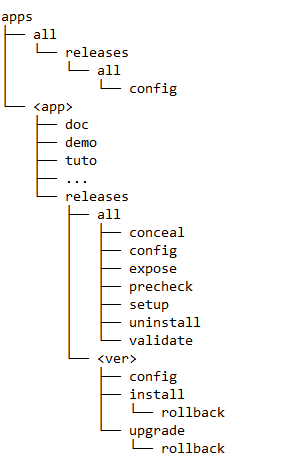 apps
├── all
│   └── releases
│       └── all
│           └── config
└── <app>
    ├── doc
    ├── demo
    ├── tuto
    ├── ...
    └── releases
        ├── all
        │   ├── conceal
        │   ├── config
        │   ├── expose
        │   ├── precheck
        │   ├── setup
        │   ├── uninstall
        │   └── validate
        └── <ver>
            ├── config
            ├── install
            │   └── rollback
            └── upgrade
                └── rollback